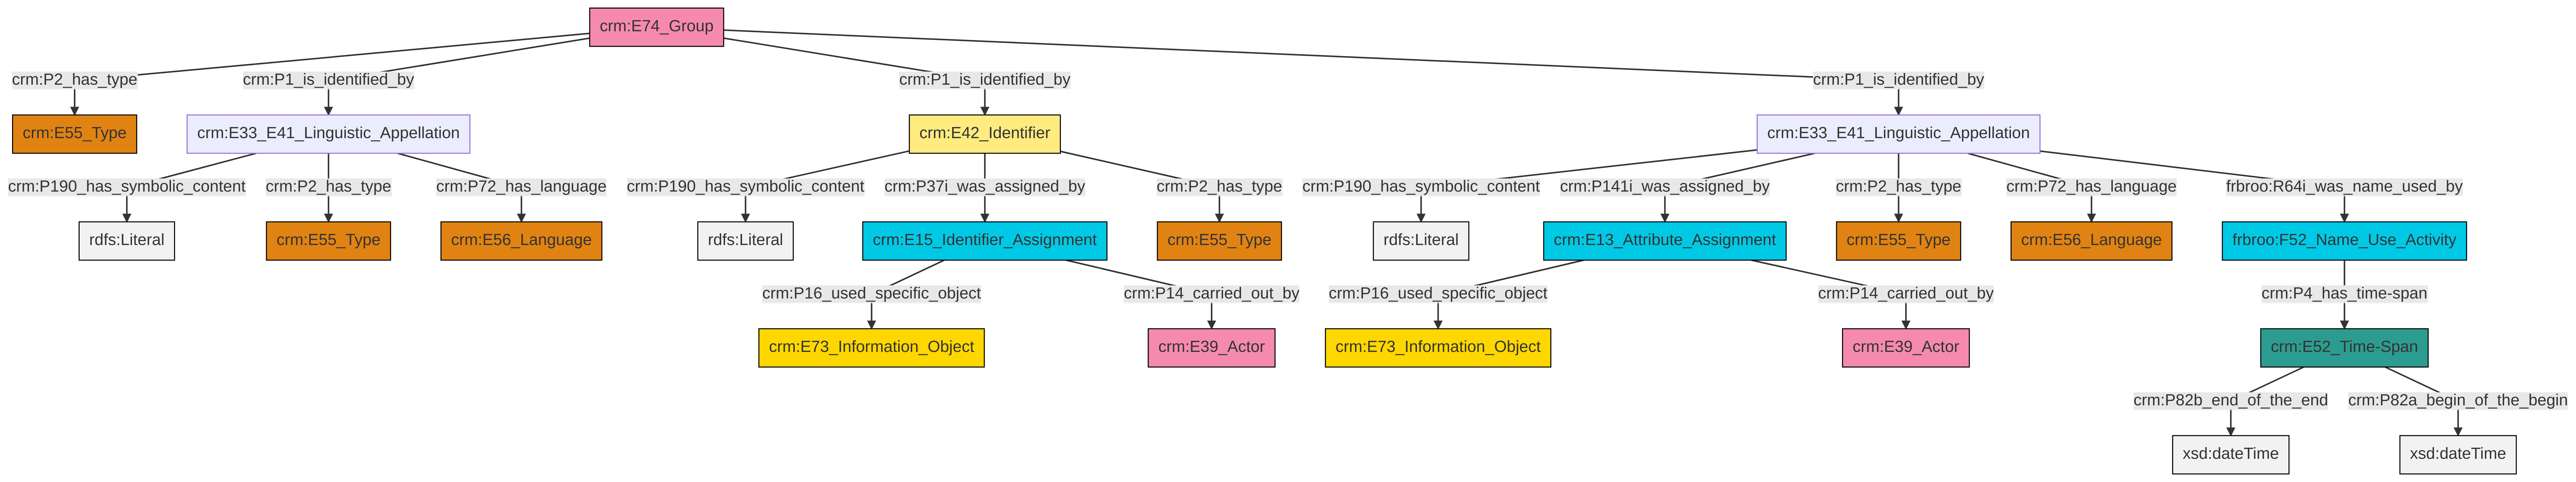 crm:E74_Group
crm:P2_has_type
crm:P1_is_identified_by
crm:P1_is_identified_by
crm:P1_is_identified_by
crm:E55_Type
crm:E33_E41_Linguistic_Appellation
crm:E42_Identifier
crm:E33_E41_Linguistic_Appellation
crm:P190_has_symbolic_content
crm:P2_has_type
crm:P72_has_language
crm:P190_has_symbolic_content
crm:P37i_was_assigned_by
crm:P2_has_type
crm:P190_has_symbolic_content
crm:P141i_was_assigned_by
crm:P2_has_type
crm:P72_has_language
frbroo:R64i_was_name_used_by
rdfs:Literal
crm:E55_Type
crm:E56_Language
rdfs:Literal
crm:E15_Identifier_Assignment
crm:E55_Type
rdfs:Literal
crm:E13_Attribute_Assignment
crm:E55_Type
crm:E56_Language
frbroo:F52_Name_Use_Activity
crm:P16_used_specific_object
crm:P14_carried_out_by
crm:P16_used_specific_object
crm:P14_carried_out_by
crm:P4_has_time-span
crm:E73_Information_Object
crm:E39_Actor
crm:E73_Information_Object
crm:E39_Actor
crm:E52_Time-Span
crm:P82b_end_of_the_end
crm:P82a_begin_of_the_begin
xsd:dateTime
xsd:dateTime